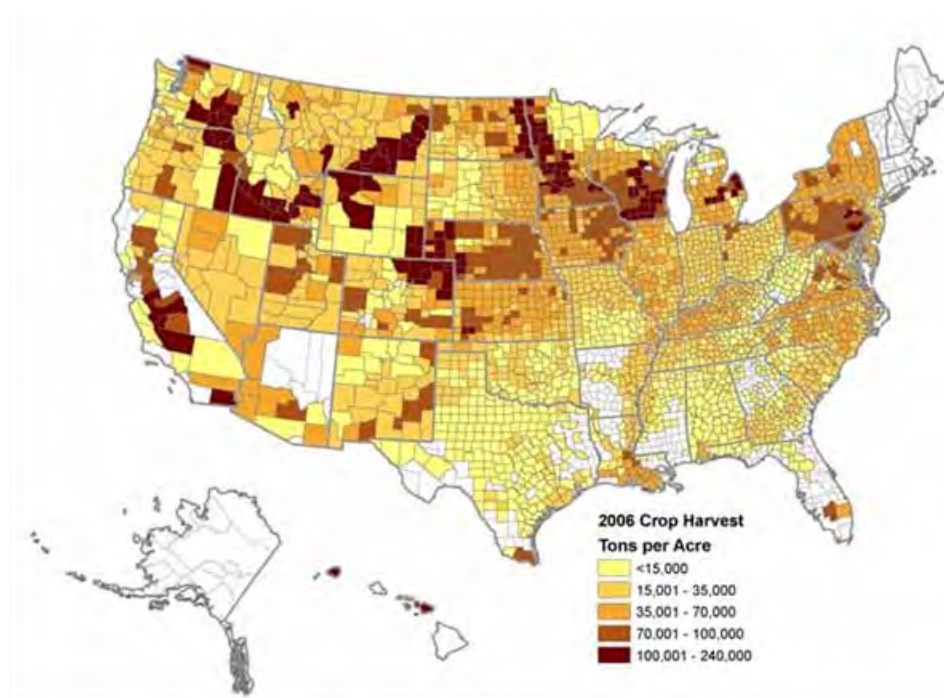 2006 Crop Harvest
Tons per Acre
<15,000
15,001 - 35,000
35,001 - 70,000
70,001 - 100,000
100,001 - 240,000